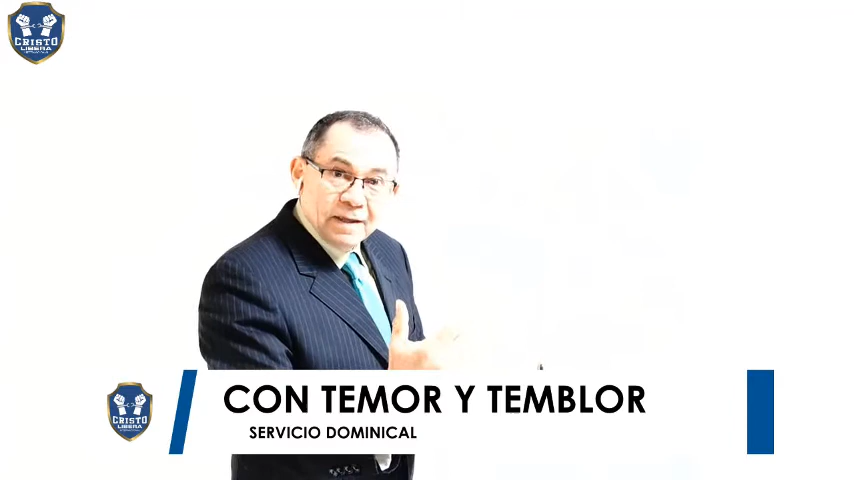 CRISTO
LIBERA
CON TEMOR Y TEMBLOR
SERVICIO DOMINICAL
CRISTO
LIBERA